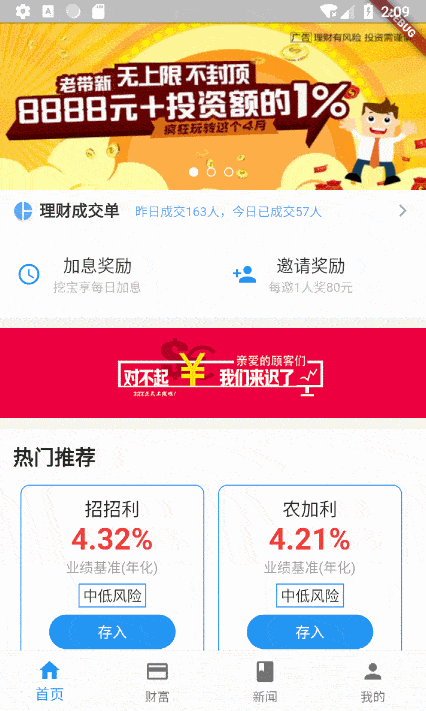 2:09
DEBUG
广告 理财有风险 投资需谨慎
老带新 无上限 不封顶
8888元+投资额的1%
疯狂玩转这个4月
理财成交单 昨日成交163人，今日已成交57人
加息奖励
挖宝享每日加息
邀请奖励
每邀1人奖80元
亲爱的顾客们
对不起 ¥ 我们来迟了
热门推荐
招招利
4.32%
业绩基准(年化)
中低风险
存入
农加利
4.21%
业绩基准(年化)
中低风险
存入
首页
财富
新闻
我的